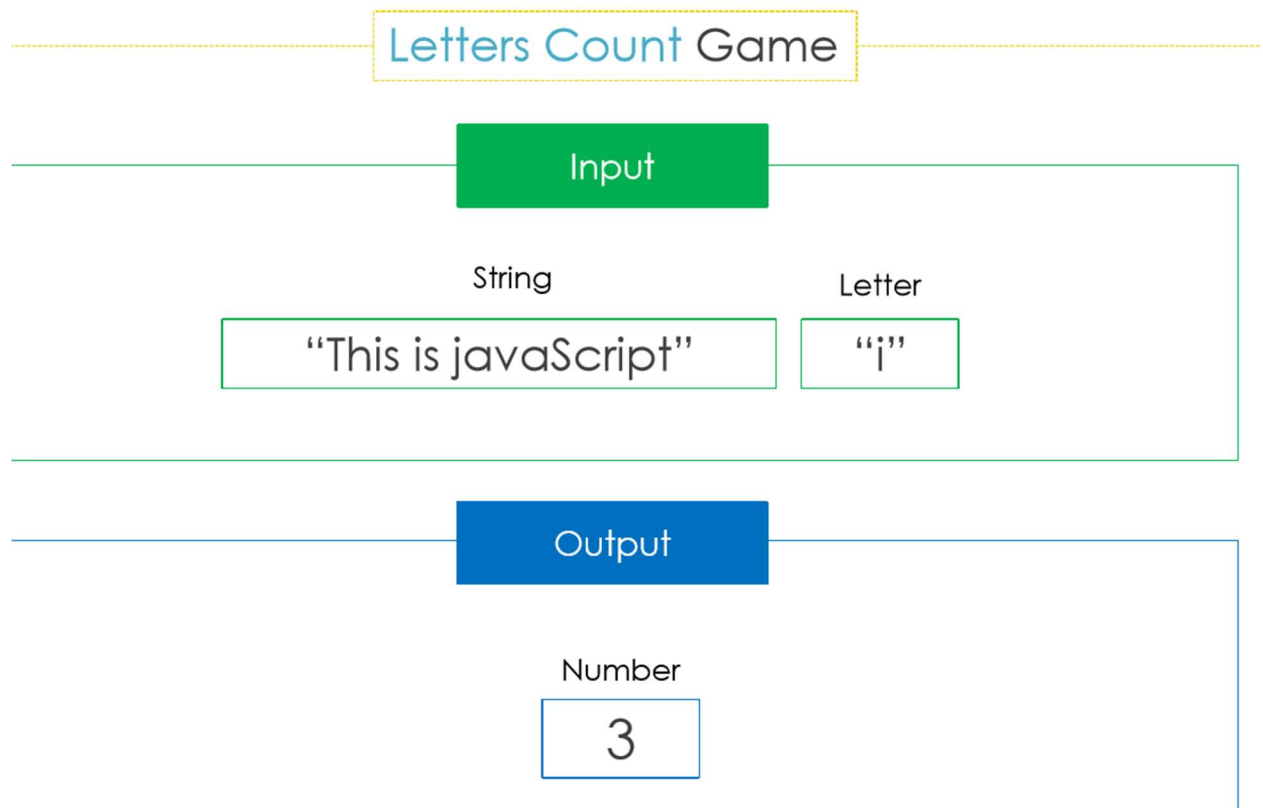 Letters Count Game
Input
String Letter
“This is javaScript” “i”
Output
Number
3